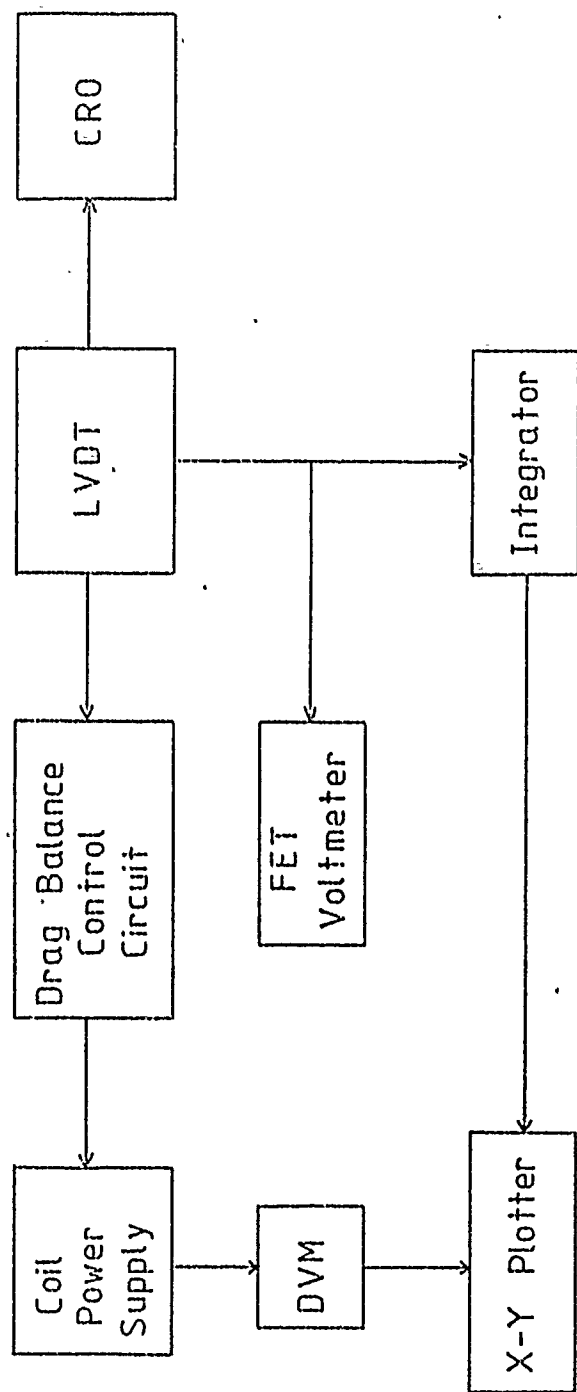 Coil
Power
Supply
Drag Balance
Control
Circuit
LVDT
CRO
DVM
FET
Voltmeter
X-Y Plotter
Integrator